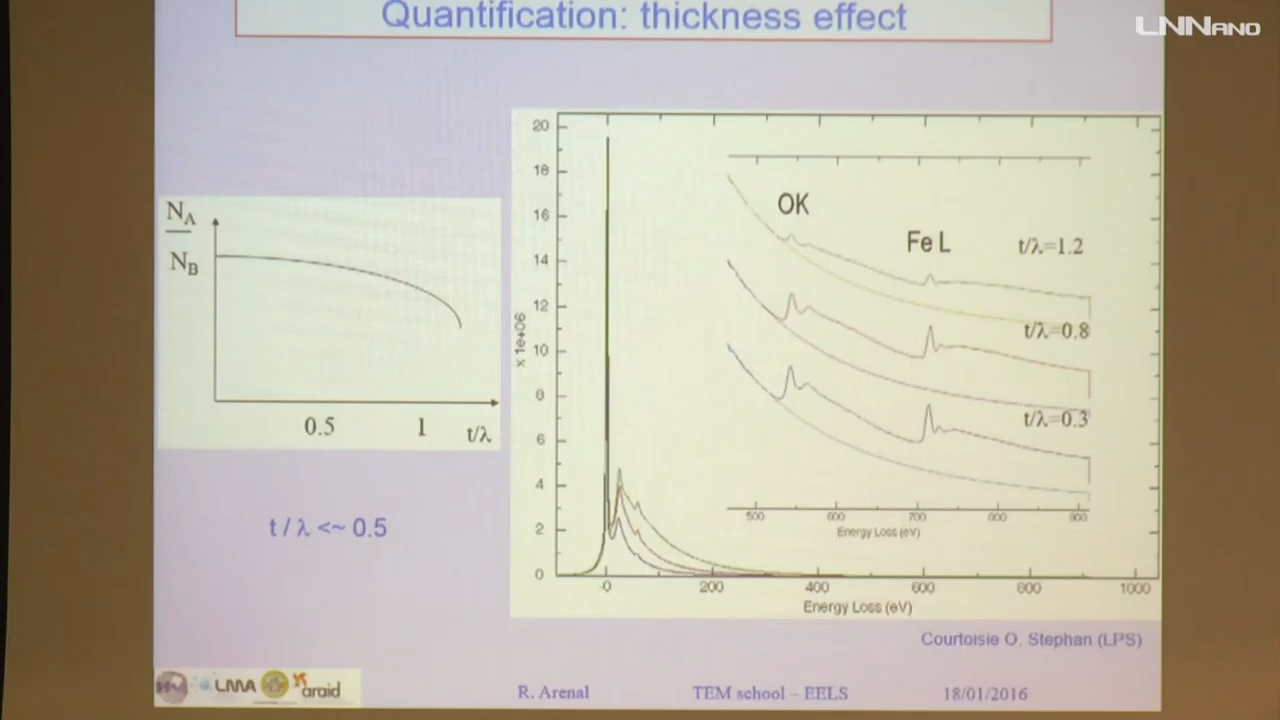 Quantification: thickness effect
LNNANO
N_A
N_B
0.5 1 t/λ
t / λ <~ 0.5
20
18
16
14
12
10
8
6
4
2
0
x 1e+06
OK
Fe L
t/λ=1.2
t/λ=0.8
t/λ=0.3
500 600 700 800 900
Energy Loss (eV)
-0 200 400 600 800 1000
Energy Loss (eV)
Courtoisie O. Stephan (LPS)
LMA
araid
R. Arenal TEM school – EELS 18/01/2016